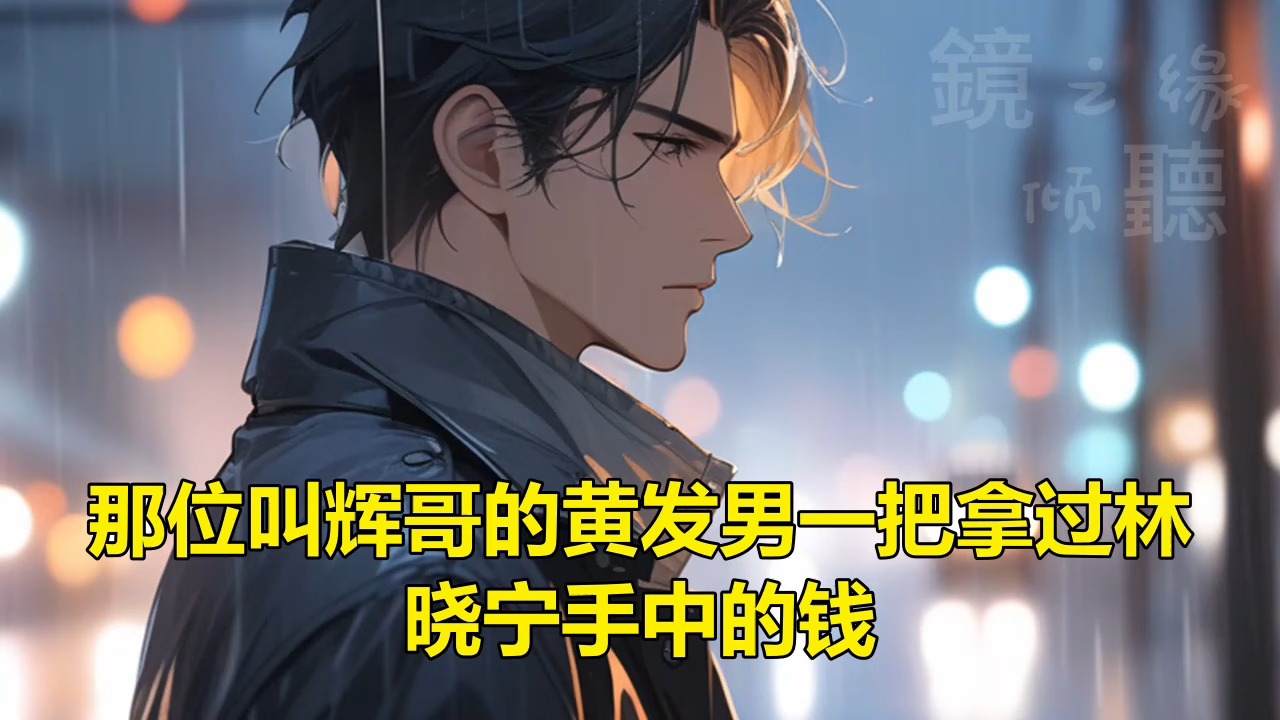 鏡之缘
倾聽
那位叫辉哥的黄发男一把拿过林
晓宁手中的钱